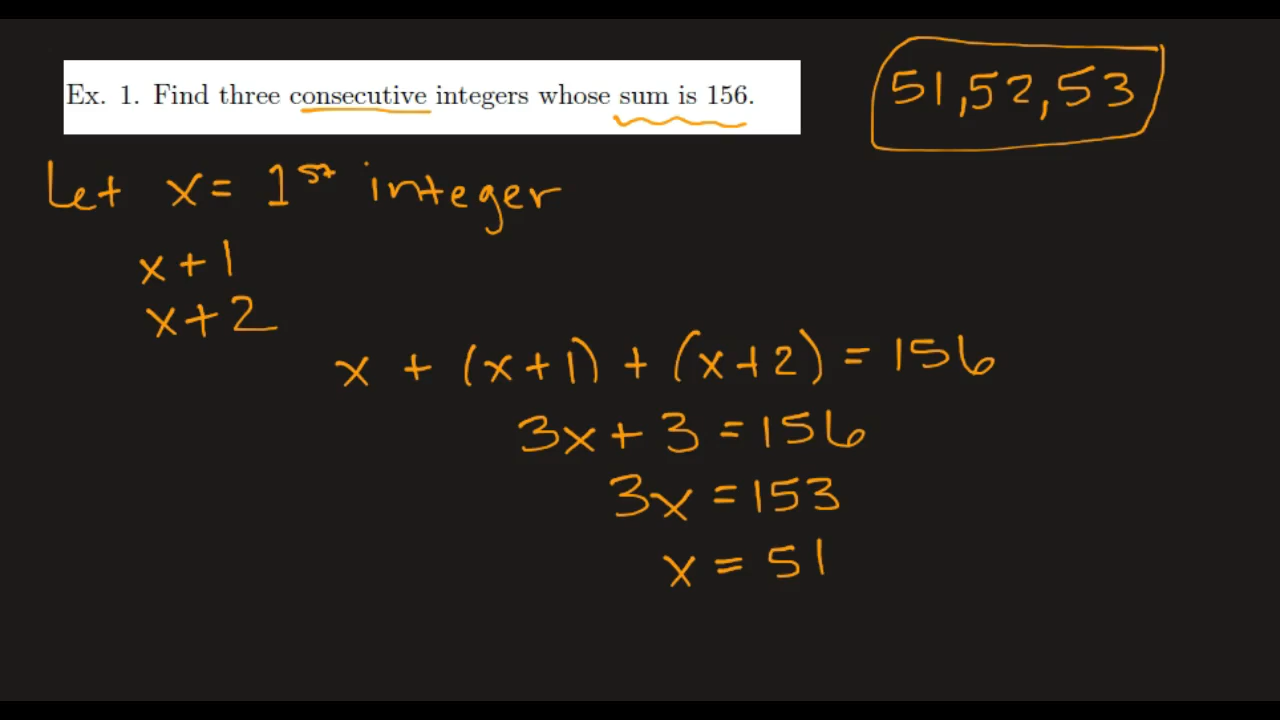 Ex. 1. Find three consecutive integers whose sum is 156.
51, 52, 53
Let x = 1st integer
x + 1
x + 2
x + (x + 1) + (x + 2) = 156
3x + 3 = 156
3x = 153
x = 51